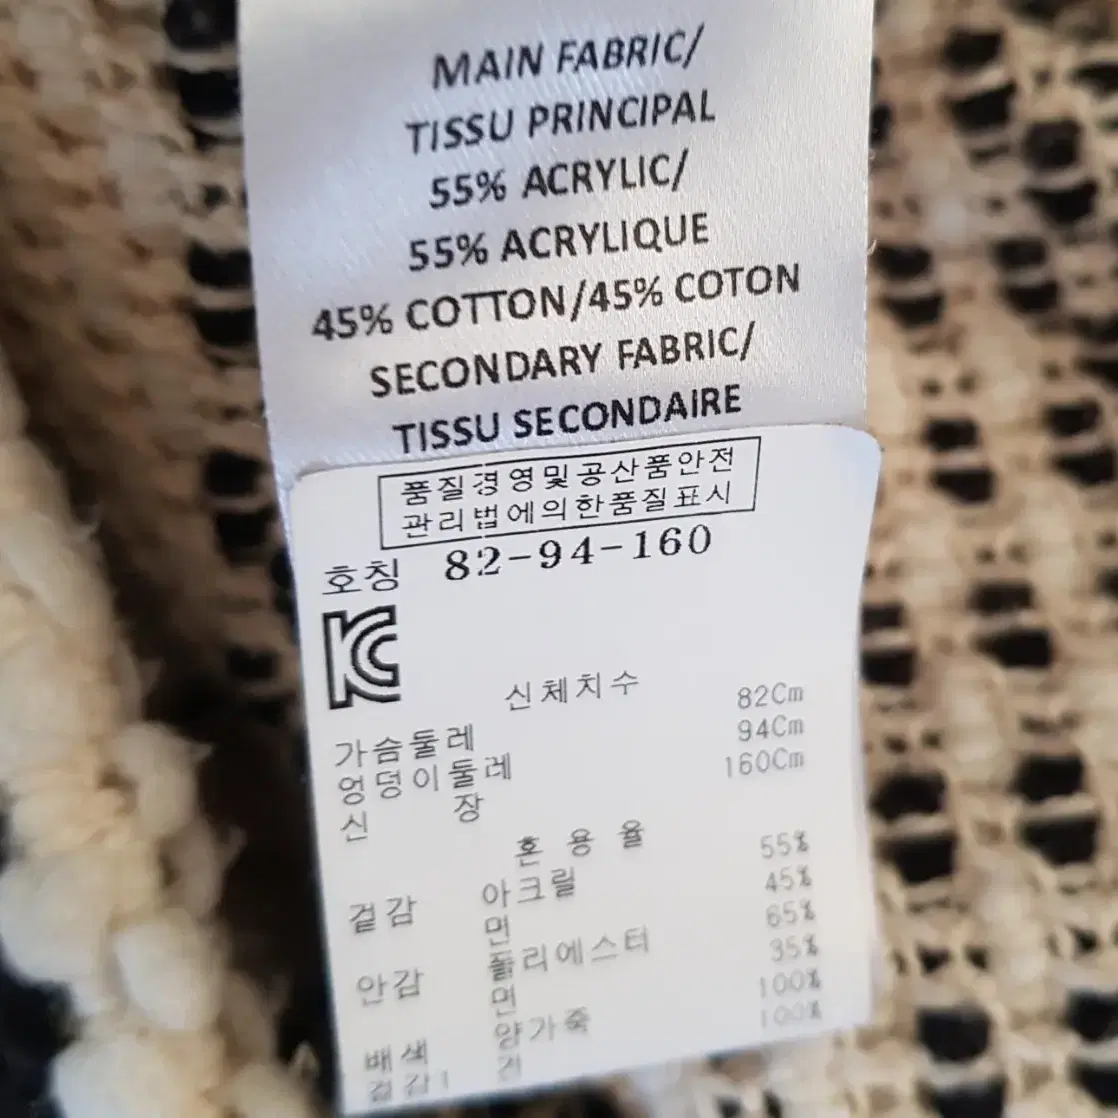 MAIN FABRIC/
TISSU PRINCIPAL
55% ACRYLIC/
55% ACRYLIQUE
45% COTTON/45% COTON
SECONDARY FABRIC/
TISSU SECONDAIRE
품질경영및공산품안전
관리법에의한품질표시
호칭 82-94-160
KC
신체치수
가슴둘레 82Cm
엉덩이둘레 94Cm
신 장 160Cm
혼 용 율
겉감 아크릴 55%
면 45%
안감 폴리에스터 65%
면 35%
배색 양가죽 100%
겉감1 100%